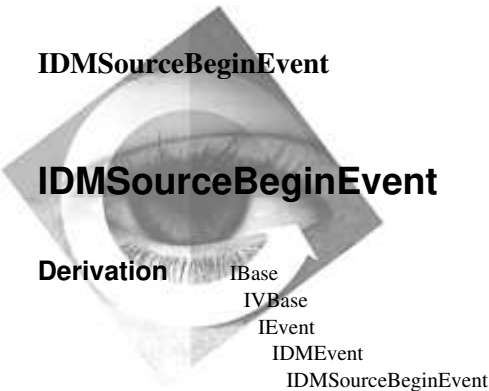 IDMSourceBeginEvent
IDMSourceBeginEvent
Derivation IBase
IVBase
IEvent
IDMEvent
IDMSourceBeginEvent